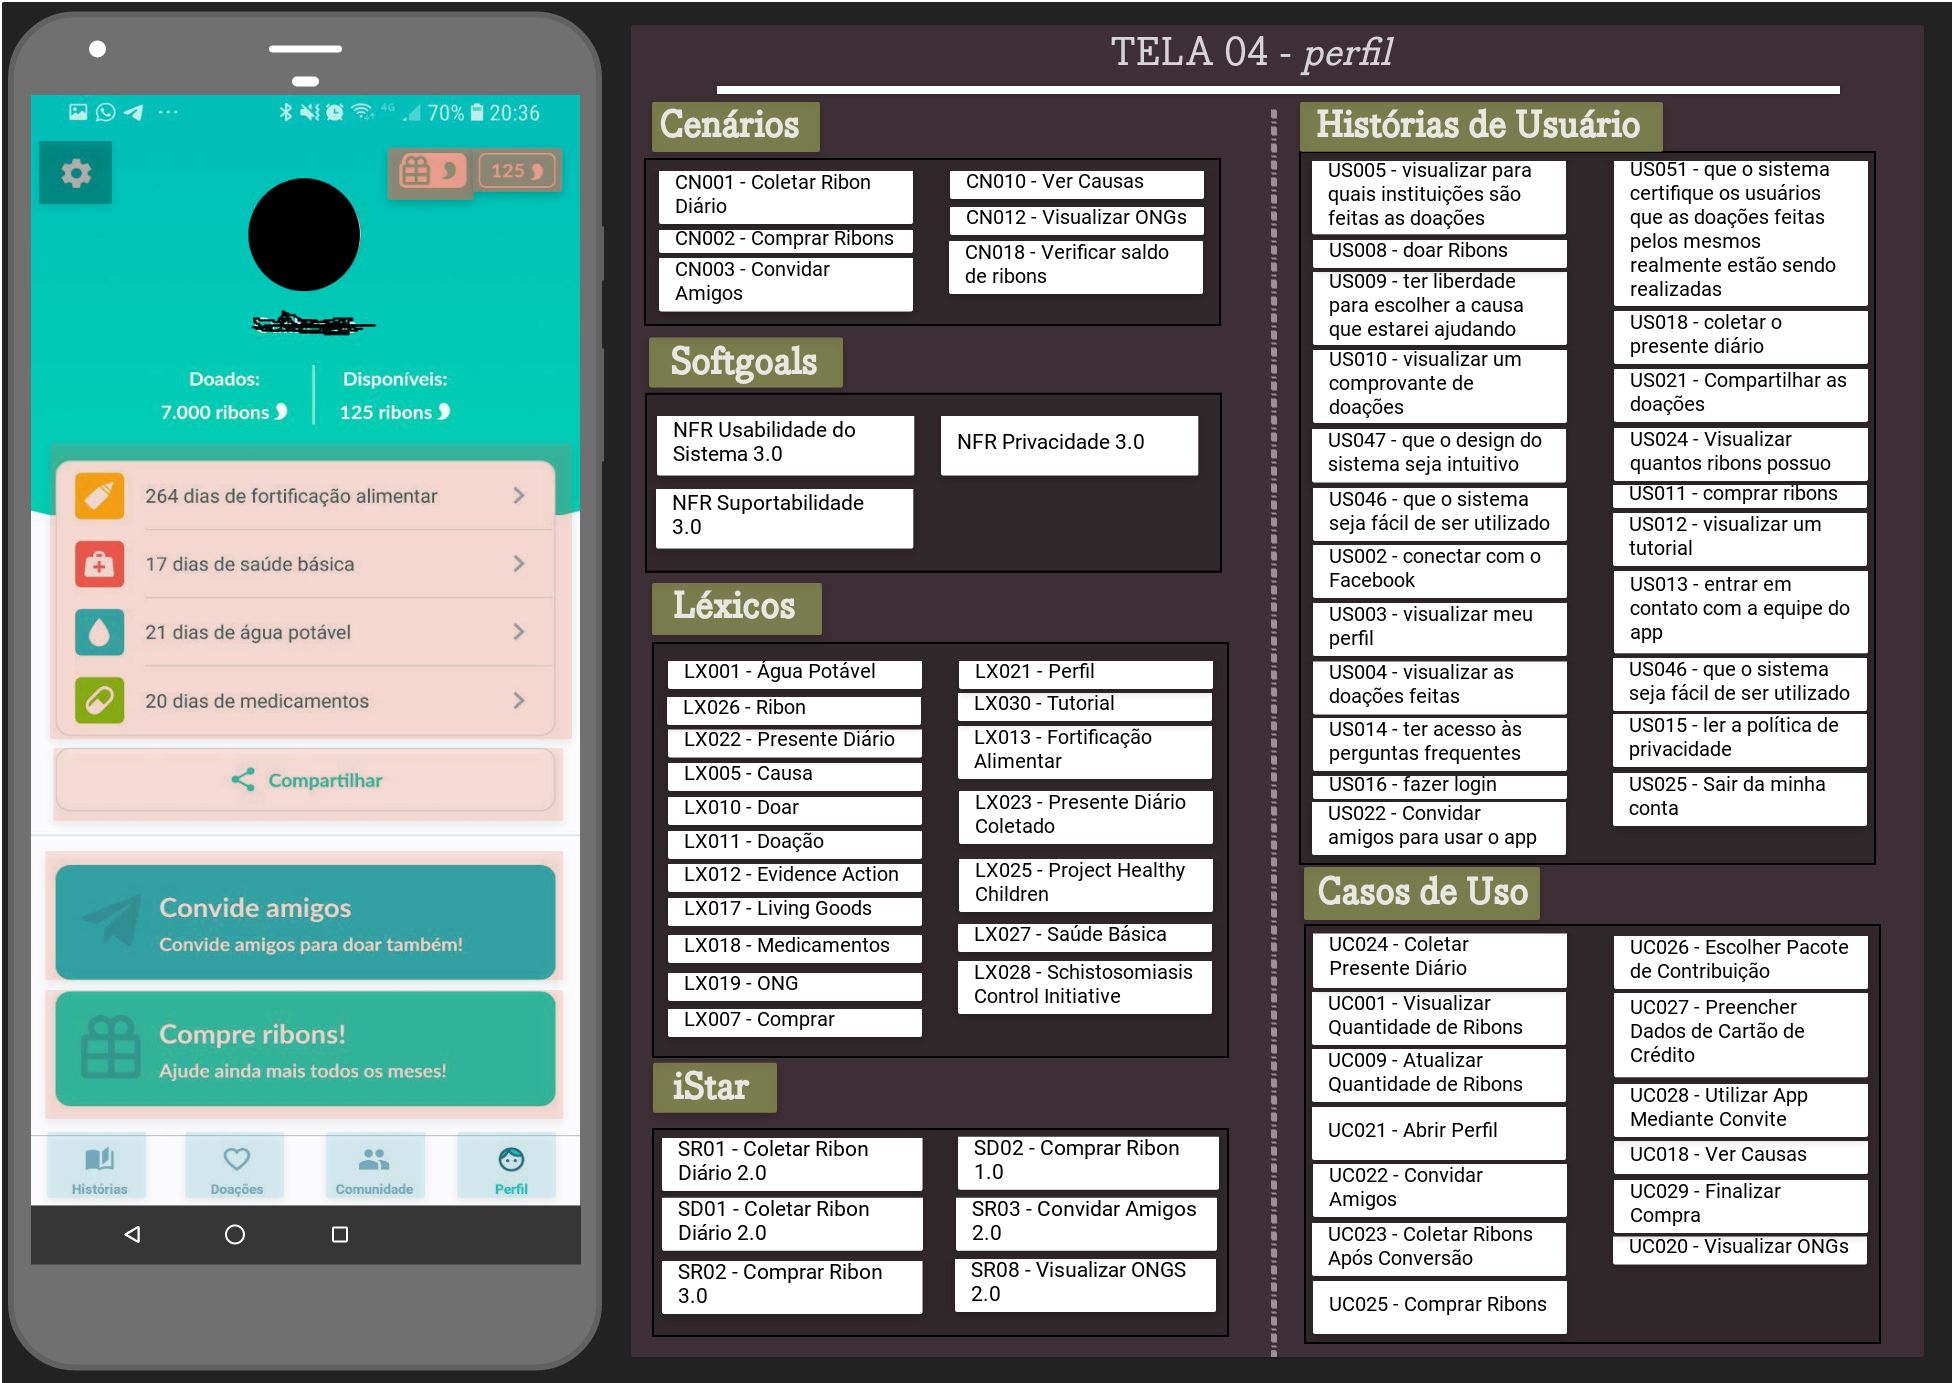 4G 70% 20:36
125
Doados:
7.000 ribons
Disponíveis:
125 ribons
264 dias de fortificação alimentar
17 dias de saúde básica
21 dias de água potável
20 dias de medicamentos
Compartilhar
Convide amigos
Convide amigos para doar também!
Compre ribons!
Ajude ainda mais todos os meses!
Histórias
Doações
Comunidade
Perfil
TELA 04 - perfil
Cenários
CN001 - Coletar Ribon
Diário
CN002 - Comprar Ribons
CN003 - Convidar
Amigos
CN010 - Ver Causas
CN012 - Visualizar ONGs
CN018 - Verificar saldo
de ribons
Softgoals
NFR Usabilidade do
Sistema 3.0
NFR Suportabilidade
3.0
NFR Privacidade 3.0
Léxicos
LX001 - Água Potável
LX026 - Ribon
LX022 - Presente Diário
LX005 - Causa
LX010 - Doar
LX011 - Doação
LX012 - Evidence Action
LX017 - Living Goods
LX018 - Medicamentos
LX019 - ONG
LX007 - Comprar
LX021 - Perfil
LX030 - Tutorial
LX013 - Fortificação
Alimentar
LX023 - Presente Diário
Coletado
LX025 - Project Healthy
Children
LX027 - Saúde Básica
LX028 - Schistosomiasis
Control Initiative
iStar
SR01 - Coletar Ribon
Diário 2.0
SD01 - Coletar Ribon
Diário 2.0
SR02 - Comprar Ribon
3.0
SD02 - Comprar Ribon
1.0
SR03 - Convidar Amigos
2.0
SR08 - Visualizar ONGS
2.0
Histórias de Usuário
US005 - visualizar para
quais instituições são
feitas as doações
US008 - doar Ribons
US009 - ter liberdade
para escolher a causa
que estarei ajudando
US010 - visualizar um
comprovante de
doações
US047 - que o design do
sistema seja intuitivo
US046 - que o sistema
seja fácil de ser utilizado
US002 - conectar com o
Facebook
US003 - visualizar meu
perfil
US004 - visualizar as
doações feitas
US014 - ter acesso às
perguntas frequentes
US016 - fazer login
US022 - Convidar
amigos para usar o app
US051 - que o sistema
certifique os usuários
que as doações feitas
pelos mesmos
realmente estão sendo
realizadas
US018 - coletar o
presente diário
US021 - Compartilhar as
doações
US024 - Visualizar
quantos ribons possuo
US011 - comprar ribons
US012 - visualizar um
tutorial
US013 - entrar em
contato com a equipe do
app
US046 - que o sistema
seja fácil de ser utilizado
US015 - ler a política de
privacidade
US025 - Sair da minha
conta
Casos de Uso
UC024 - Coletar
Presente Diário
UC001 - Visualizar
Quantidade de Ribons
UC009 - Atualizar
Quantidade de Ribons
UC021 - Abrir Perfil
UC022 - Convidar
Amigos
UC023 - Coletar Ribons
Após Conversão
UC025 - Comprar Ribons
UC026 - Escolher Pacote
de Contribuição
UC027 - Preencher
Dados de Cartão de
Crédito
UC028 - Utilizar App
Mediante Convite
UC018 - Ver Causas
UC029 - Finalizar
Compra
UC020 - Visualizar ONGs